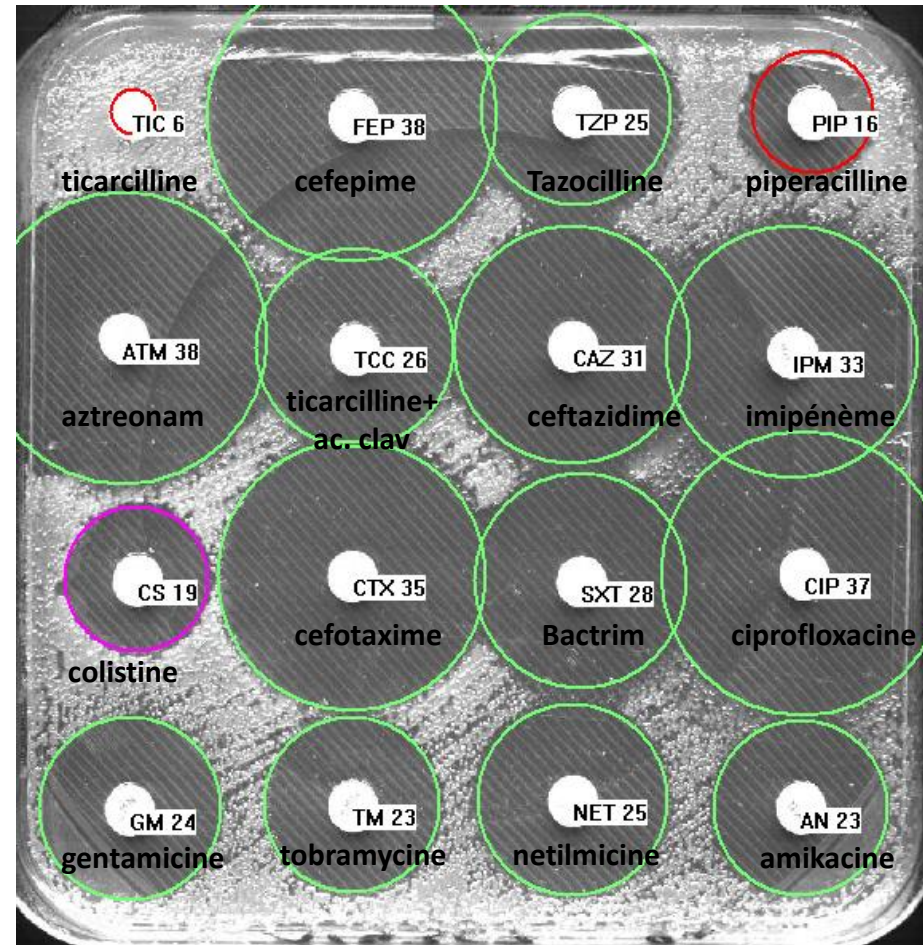 TIC 6
FEP 38
TZP 25
PIP 16
ticarcilline
cefepime
Tazocilline
piperacilline
ATM 38
TCC 26
CAZ 31
IPM 33
aztreonam
ticarcilline+
ac. clav
ceftazidime
imipénème
CS 19
CTX 35
SXT 28
CIP 37
colistine
cefotaxime
Bactrim
ciprofloxacine
GM 24
TM 23
NET 25
AN 23
gentamicine
tobramycine
netilmicine
amikacine